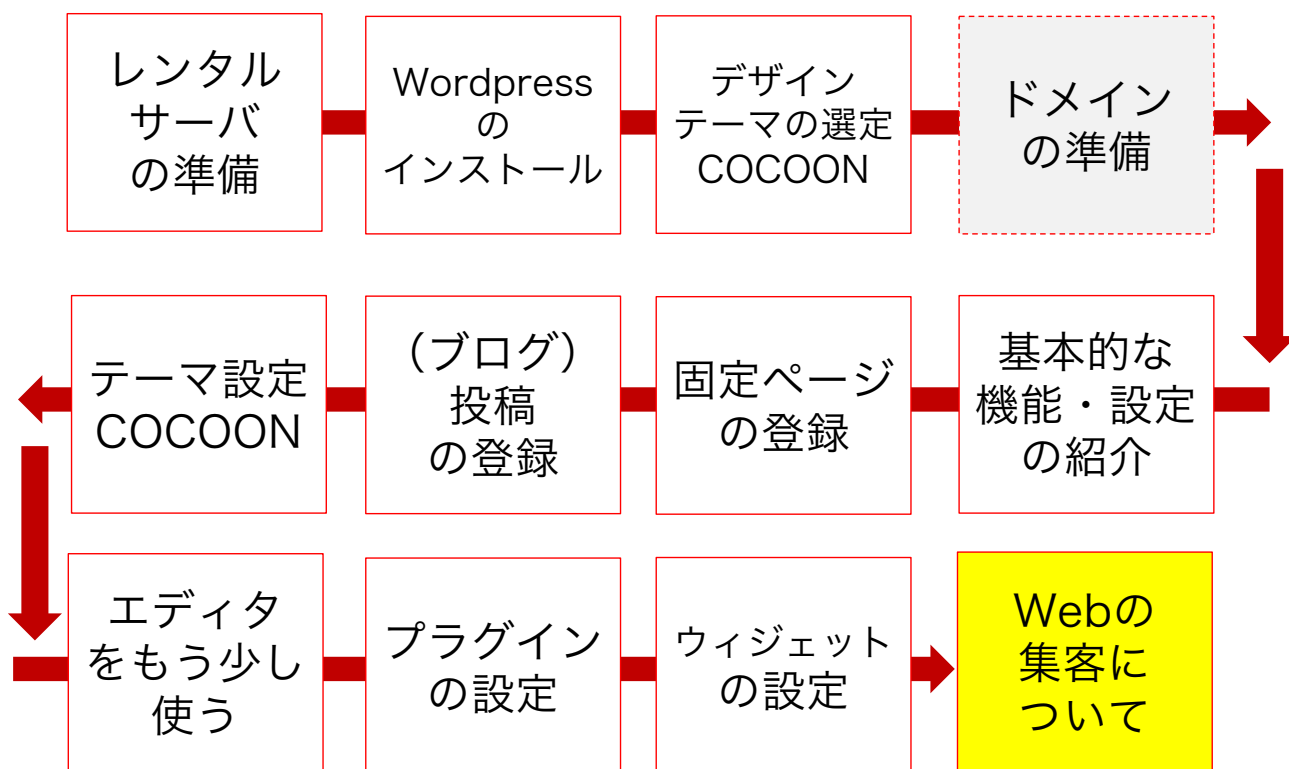 レンタル
サーバ
の準備
Wordpress
の
インストール
デザイン
テーマの選定
COCOON
ドメイン
の準備
基本的な
機能・設定
の紹介
固定ページ
の登録
（ブログ）
投稿
の登録
テーマ設定
COCOON
エディタ
をもう少し
使う
プラグイン
の設定
ウィジェット
の設定
Webの
集客に
ついて